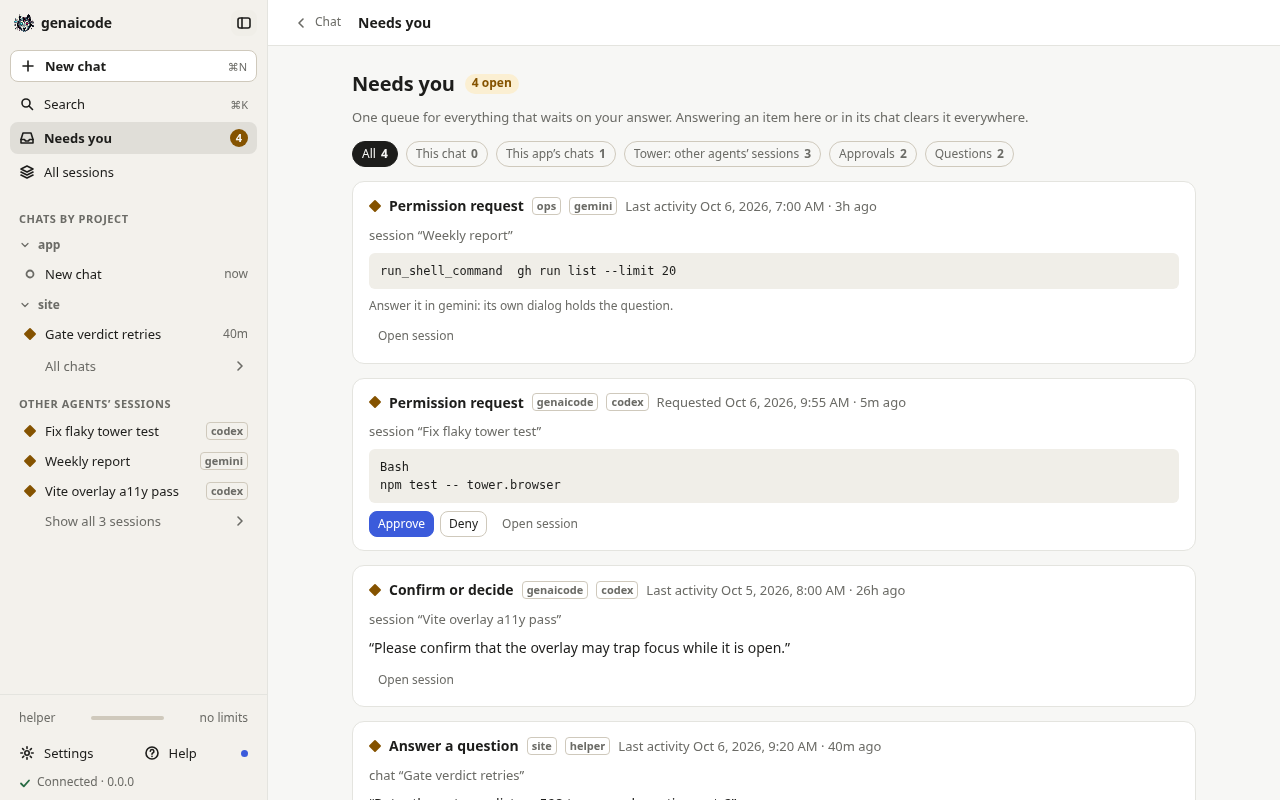 genaicode
New chat ⌘N
Search ⌘K
Needs you 4
All sessions
CHATS BY PROJECT
app
New chat now
site
Gate verdict retries 40m
All chats
OTHER AGENTS’ SESSIONS
Fix flaky tower test codex
Weekly report gemini
Vite overlay a11y pass codex
Show all 3 sessions
helper no limits
Settings Help
Connected · 0.0.0
Chat Needs you
Needs you 4 open
One queue for everything that waits on your answer. Answering an item here or in its chat clears it everywhere.
All 4 This chat 0 This app’s chats 1 Tower: other agents’ sessions 3 Approvals 2 Questions 2
Permission request ops gemini Last activity Oct 6, 2026, 7:00 AM · 3h ago
session “Weekly report”
run_shell_command gh run list --limit 20
Answer it in gemini: its own dialog holds the question.
Open session
Permission request genaicode codex Requested Oct 6, 2026, 9:55 AM · 5m ago
session “Fix flaky tower test”
Bash
npm test -- tower.browser
Approve Deny Open session
Confirm or decide genaicode codex Last activity Oct 5, 2026, 8:00 AM · 26h ago
session “Vite overlay a11y pass”
“Please confirm that the overlay may trap focus while it is open.”
Open session
Answer a question site helper Last activity Oct 6, 2026, 9:20 AM · 40m ago
chat “Gate verdict retries”